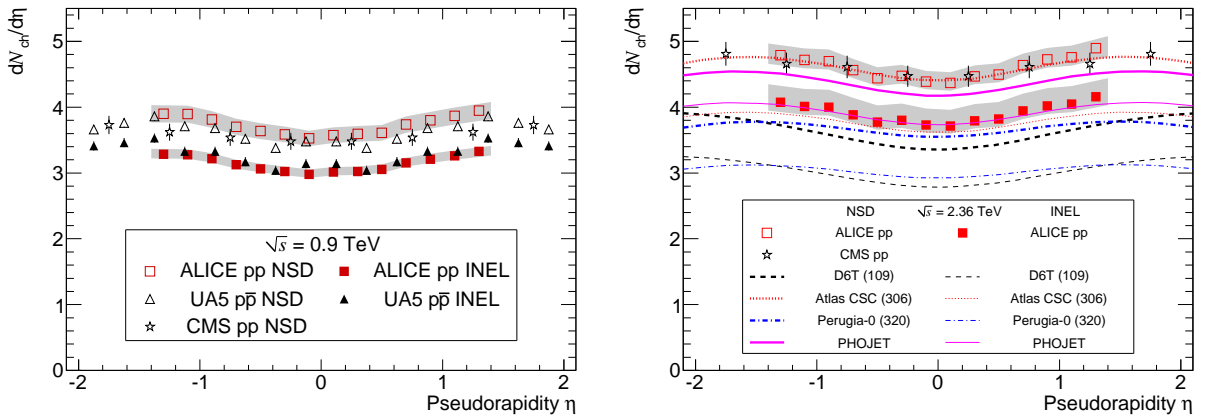 dN_ch/dη
5
4
3
2
1
0
√s = 0.9 TeV
ALICE pp NSD ALICE pp INEL
UA5 pp̅ NSD UA5 pp̅ INEL
CMS pp NSD
-2 -1 0 1 2
Pseudorapidity η
dN_ch/dη
5
4
3
2
1
0
NSD √s = 2.36 TeV INEL
ALICE pp ALICE pp
CMS pp
D6T (109) D6T (109)
Atlas CSC (306) Atlas CSC (306)
Perugia-0 (320) Perugia-0 (320)
PHOJET PHOJET
-2 -1 0 1 2
Pseudorapidity η